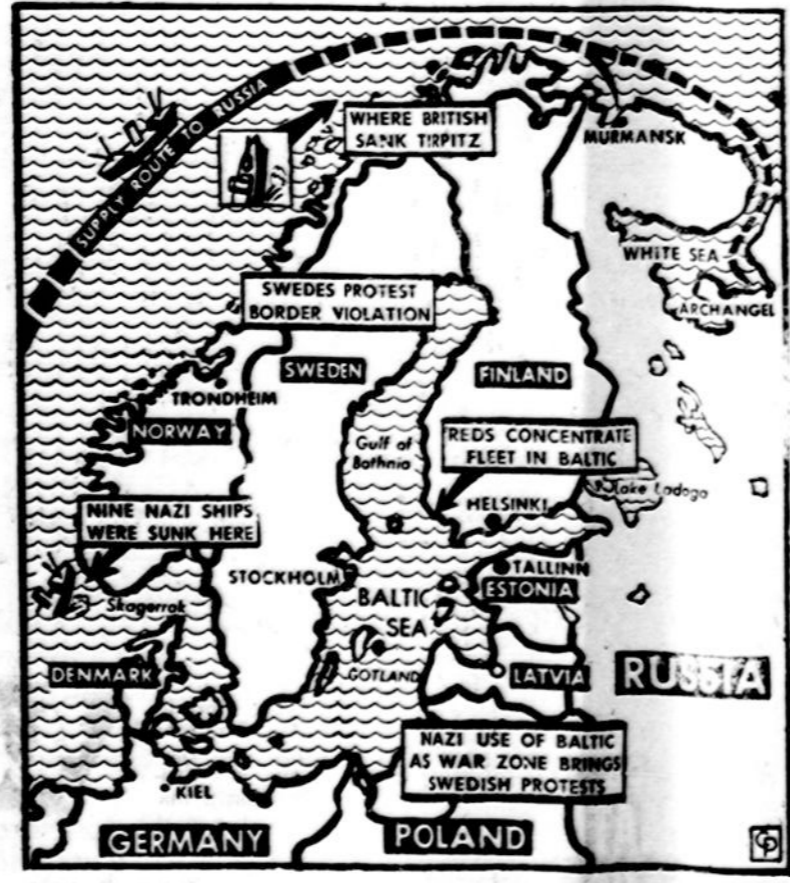 SUPPLY ROUTE TO RUSSIA
WHERE BRITISH
SANK TIRPITZ
MURMANSK
WHITE SEA
ARCHANGEL
SWEDES PROTEST
BORDER VIOLATION
SWEDEN
FINLAND
TRONDHEIM
NORWAY
Gulf of
Bothnia
REDS CONCENTRATE
FLEET IN BALTIC
Lake Ladoga
HELSINKI
NINE NAZI SHIPS
WERE SUNK HERE
TALLINN
ESTONIA
STOCKHOLM
Skagerrak
BALTIC
SEA
GOTLAND
DENMARK
LATVIA
RUSSIA
NAZI USE OF BALTIC
AS WAR ZONE BRINGS
SWEDISH PROTESTS
KIEL
GERMANY
POLAND
CP